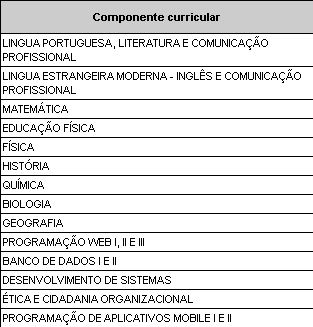 Componente curricular
LINGUA PORTUGUESA, LITERATURA E COMUNICAÇÃO
PROFISSIONAL
LINGUA ESTRANGEIRA MODERNA - INGLÊS E COMUNICAÇÃO
PROFISSIONAL
MATEMÁTICA
EDUCAÇÃO FÍSICA
FÍSICA
HISTÓRIA
QUÍMICA
BIOLOGIA
GEOGRAFIA
PROGRAMAÇÃO WEB I, II E III
BANCO DE DADOS I E II
DESENVOLVIMENTO DE SISTEMAS
ÉTICA E CIDADANIA ORGANIZACIONAL
PROGRAMAÇÃO DE APLICATIVOS MOBILE I E II